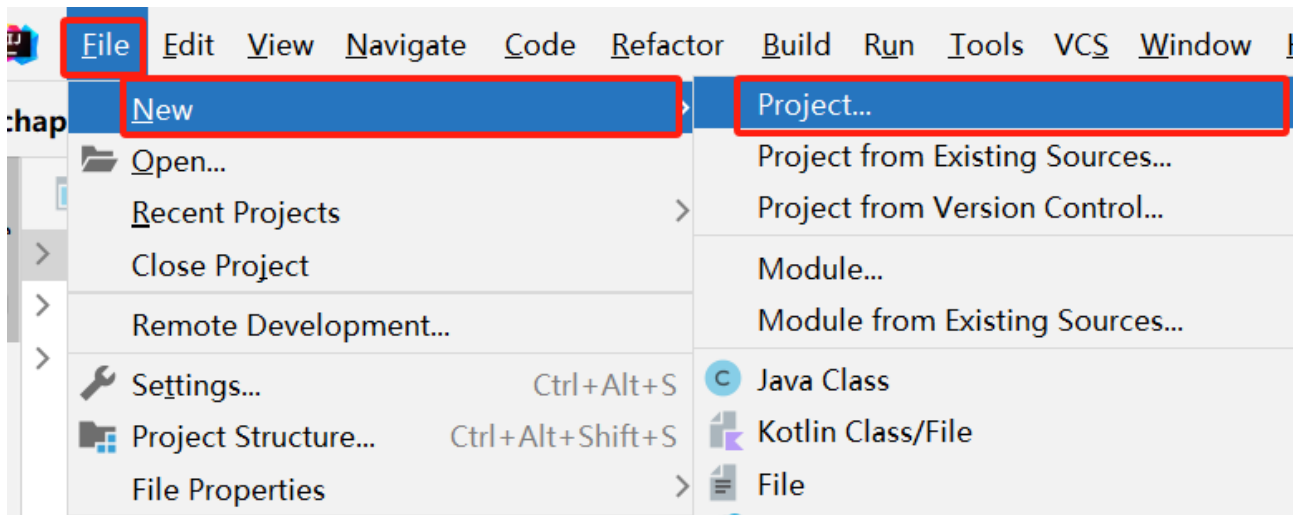 File Edit View Navigate Code Refactor Build Run Tools VCS Window
chap
New
Open...
Recent Projects
Close Project
Remote Development...
Settings... Ctrl+Alt+S
Project Structure... Ctrl+Alt+Shift+S
File Properties
Project...
Project from Existing Sources...
Project from Version Control...
Module...
Module from Existing Sources...
C Java Class
Kotlin Class/File
File